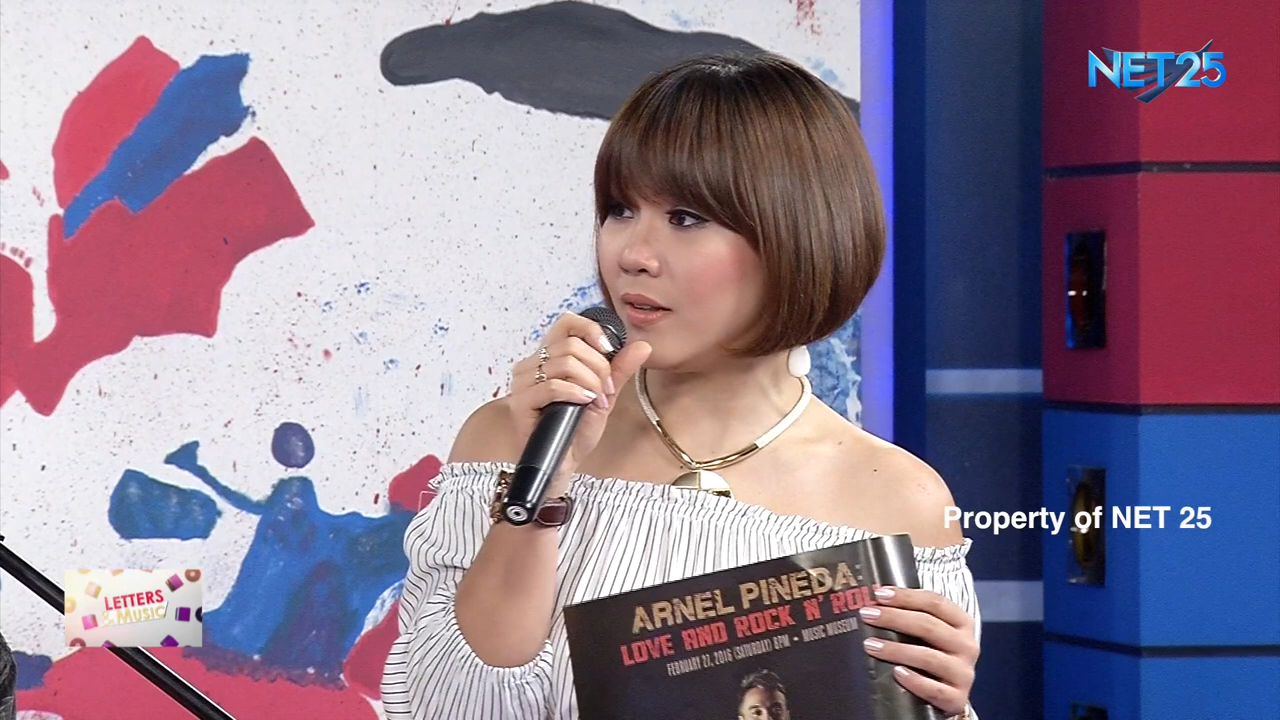 NET25
Property of NET 25
LETTERS
& MUSIC
ARNEL PINEDA:
LOVE AND ROCK N' ROLL
FEBRUARY 27, 2016 (SATURDAY) 8PM - MUSIC MUSEUM